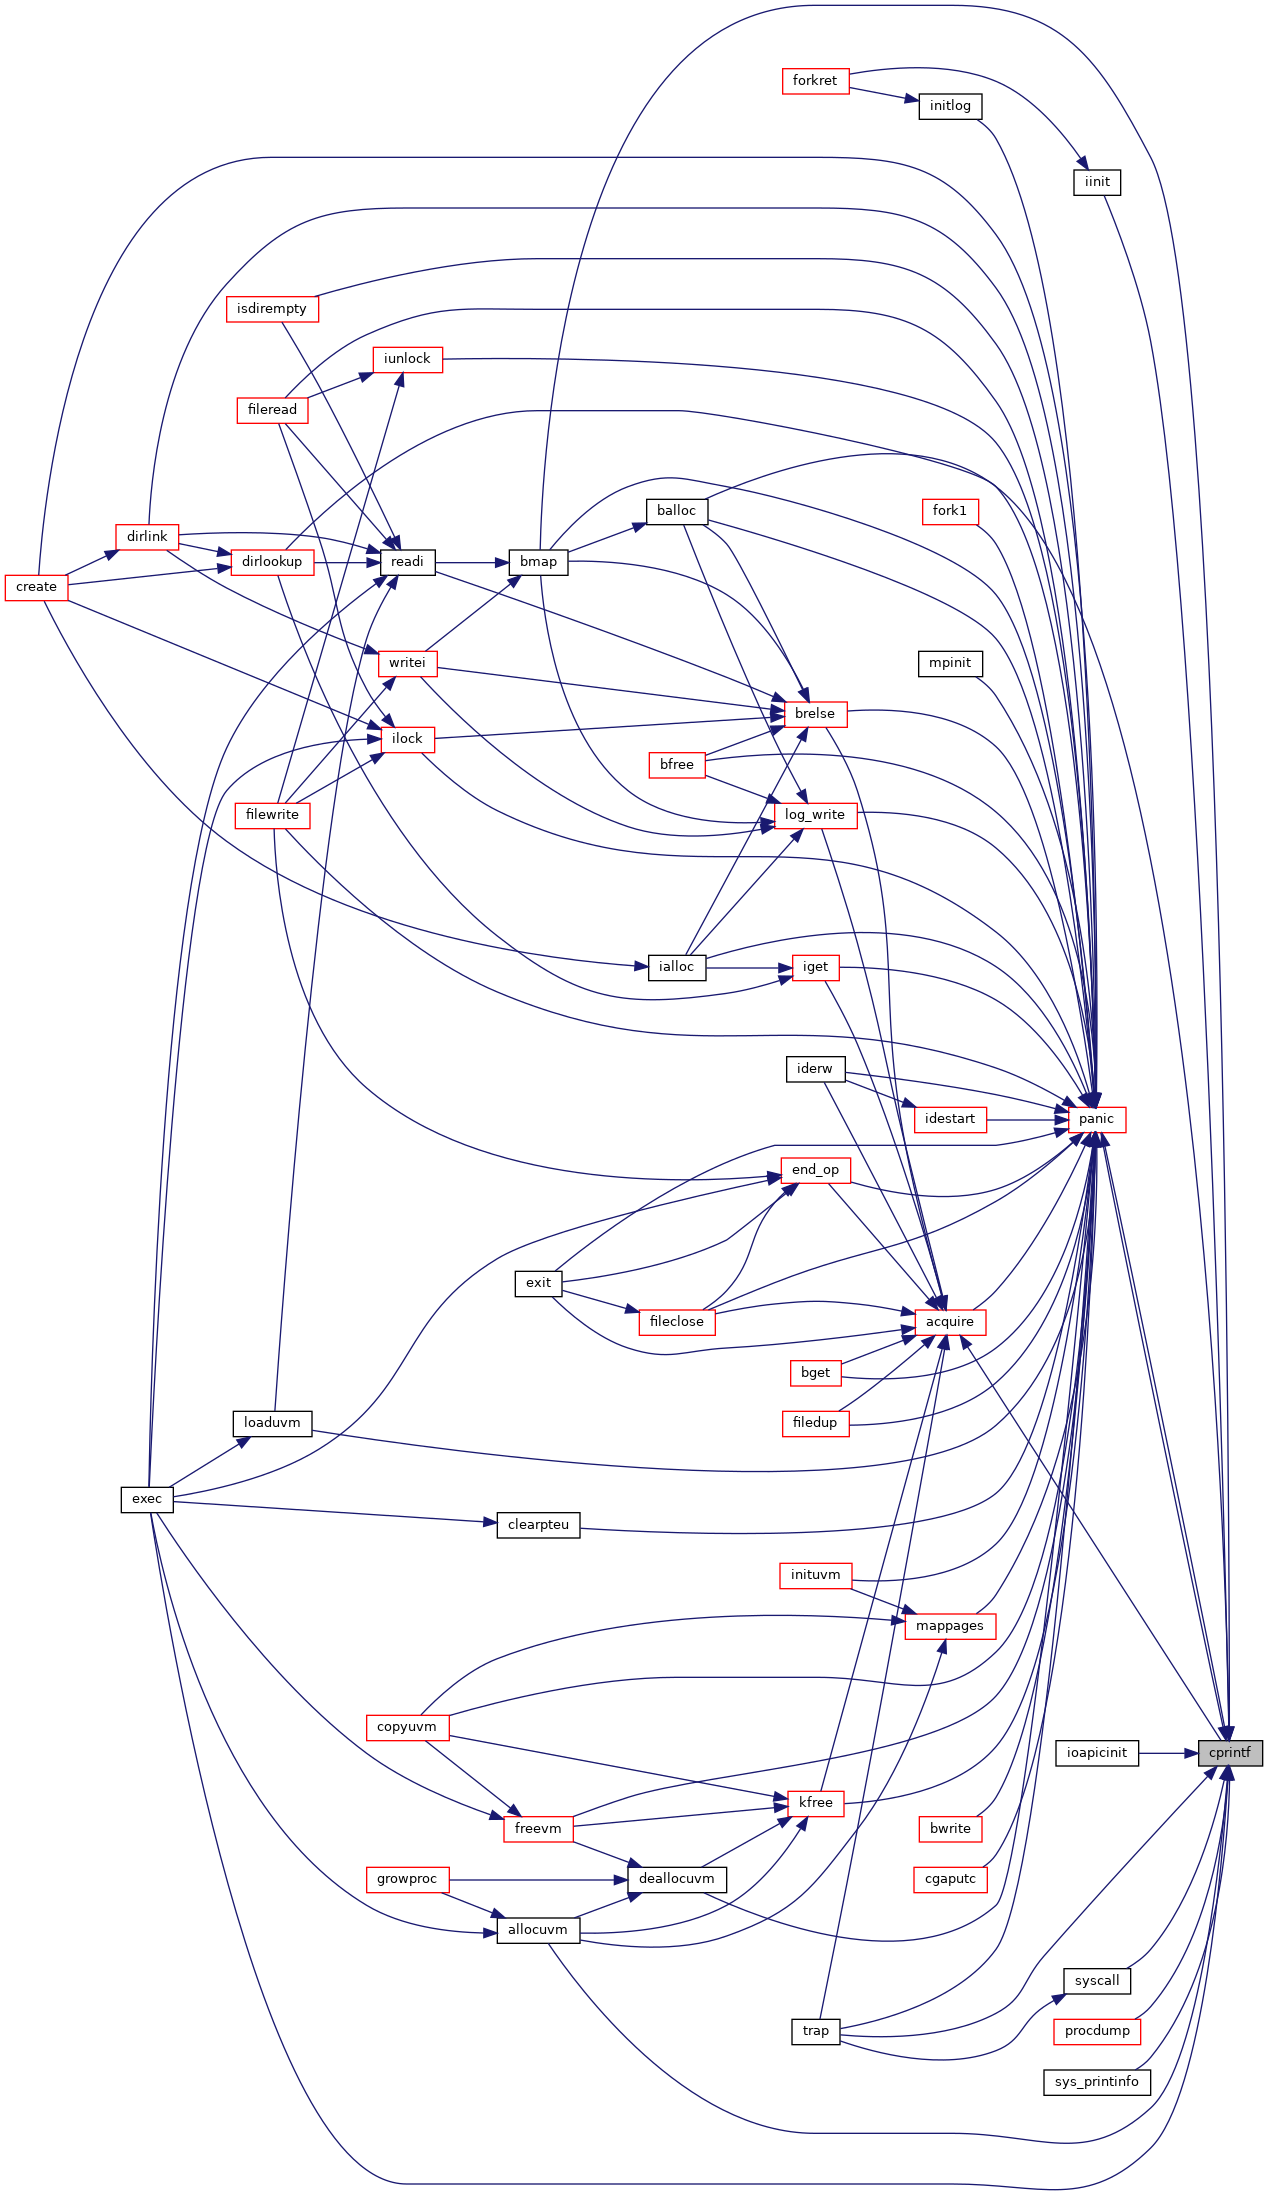 forkret
initlog
iinit
isdirempty
iunlock
fileread
balloc
fork1
dirlink
dirlookup
readi
bmap
create
writei
mpinit
brelse
ilock
bfree
filewrite
log_write
ialloc
iget
iderw
idestart
panic
end_op
exit
fileclose
acquire
bget
filedup
loaduvm
exec
clearpteu
inituvm
mappages
copyuvm
ioapicinit
cprintf
kfree
freevm
bwrite
growproc
deallocuvm
cgaputc
allocuvm
syscall
trap
procdump
sys_printinfo